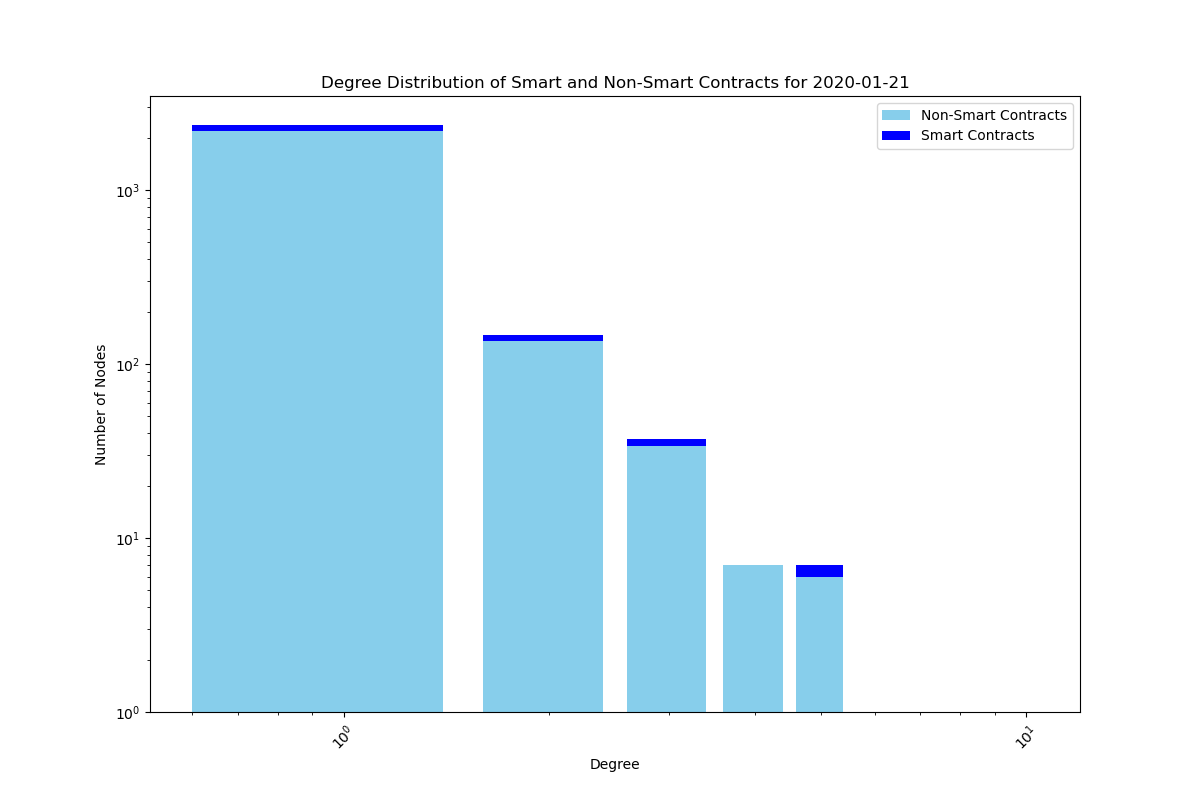 Degree Distribution of Smart and Non-Smart Contracts for 2020-01-21
Non-Smart Contracts
Smart Contracts
Number of Nodes
10³
10²
10¹
10⁰
10⁰
10¹
Degree